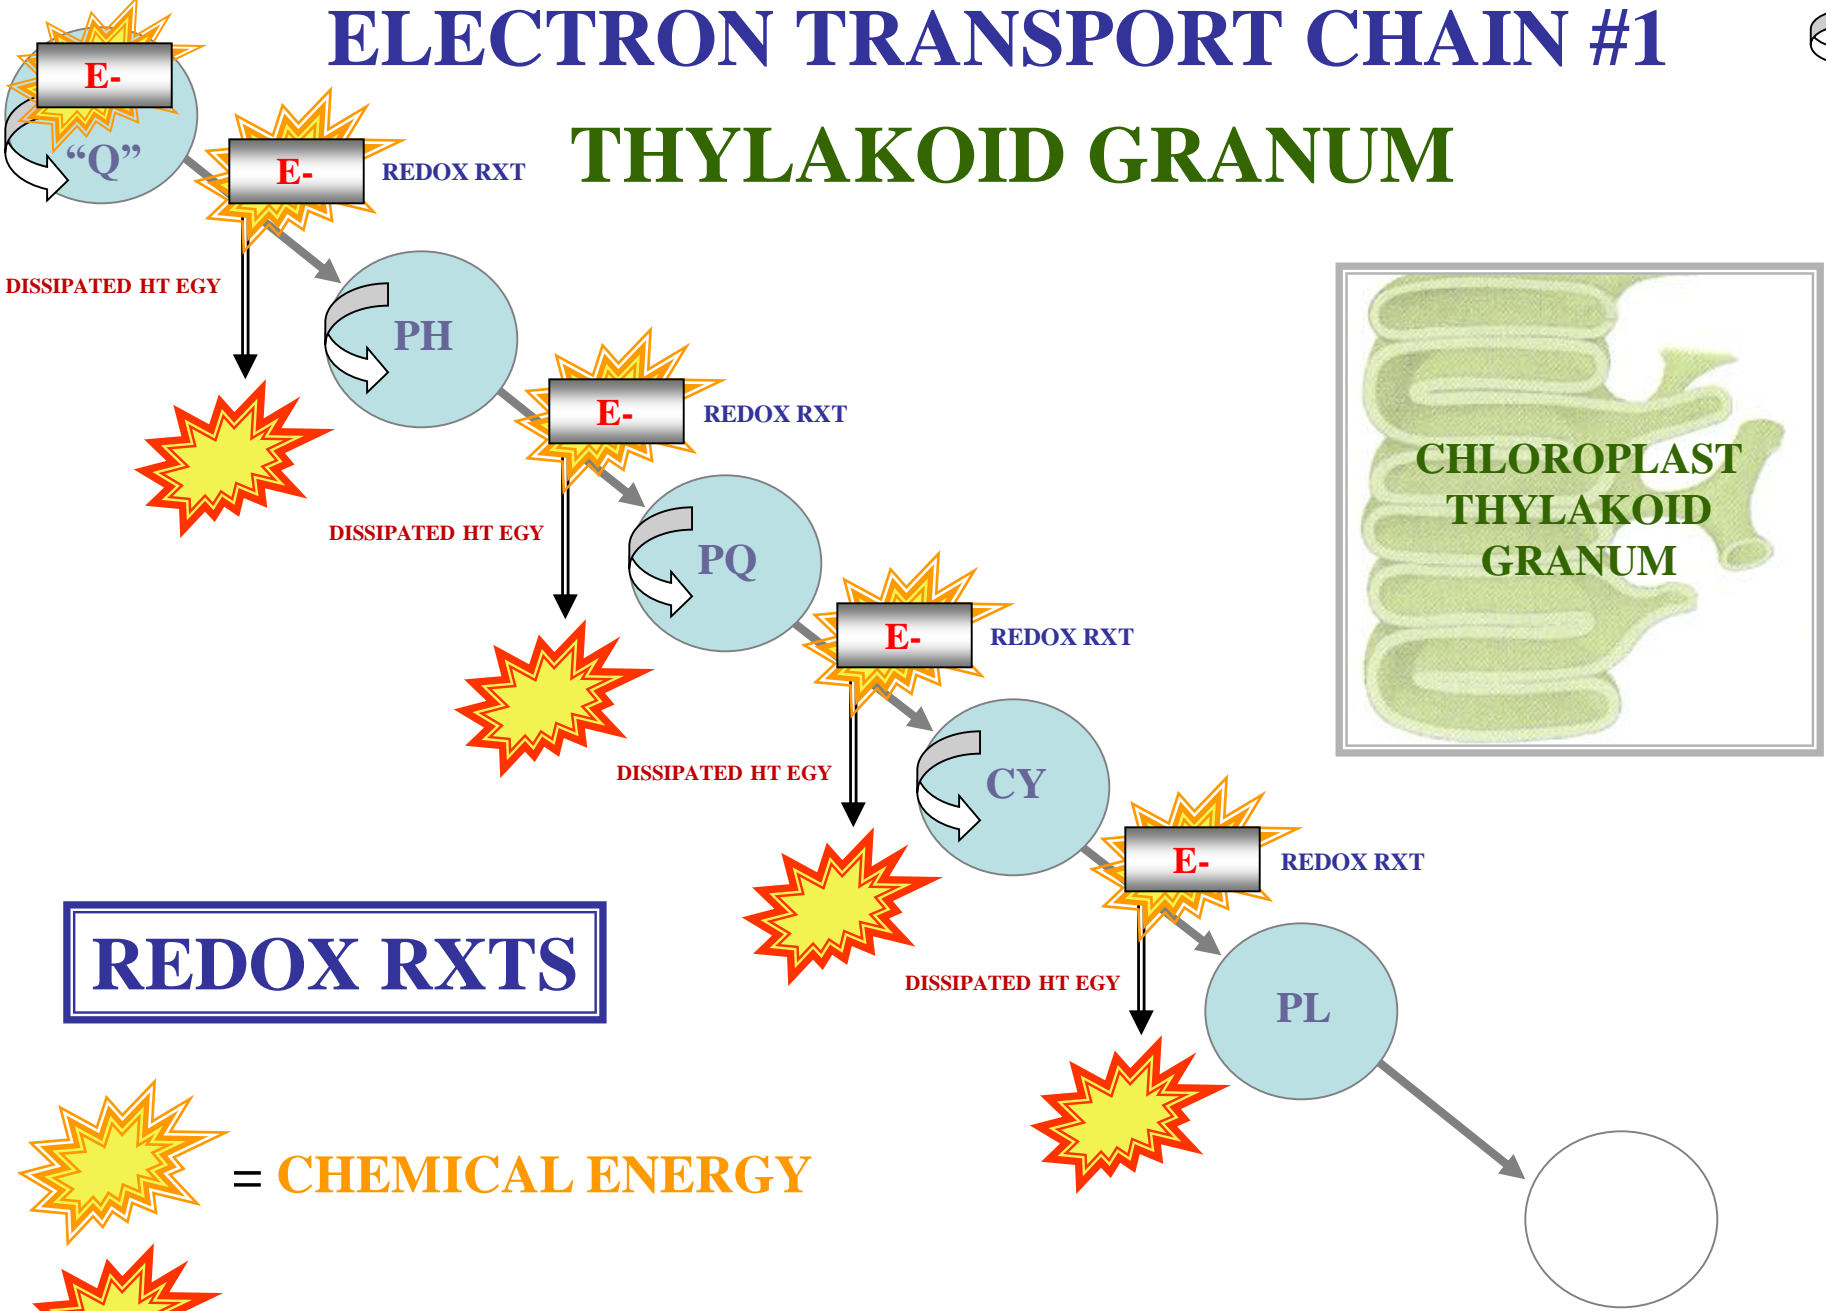 ELECTRON TRANSPORT CHAIN #1
THYLAKOID GRANUM
E-
“Q”
E-
REDOX RXT
DISSIPATED HT EGY
PH
E-
REDOX RXT
DISSIPATED HT EGY
PQ
E-
REDOX RXT
DISSIPATED HT EGY
CY
E-
REDOX RXT
DISSIPATED HT EGY
PL
CHLOROPLAST
THYLAKOID
GRANUM
REDOX RXTS
= CHEMICAL ENERGY